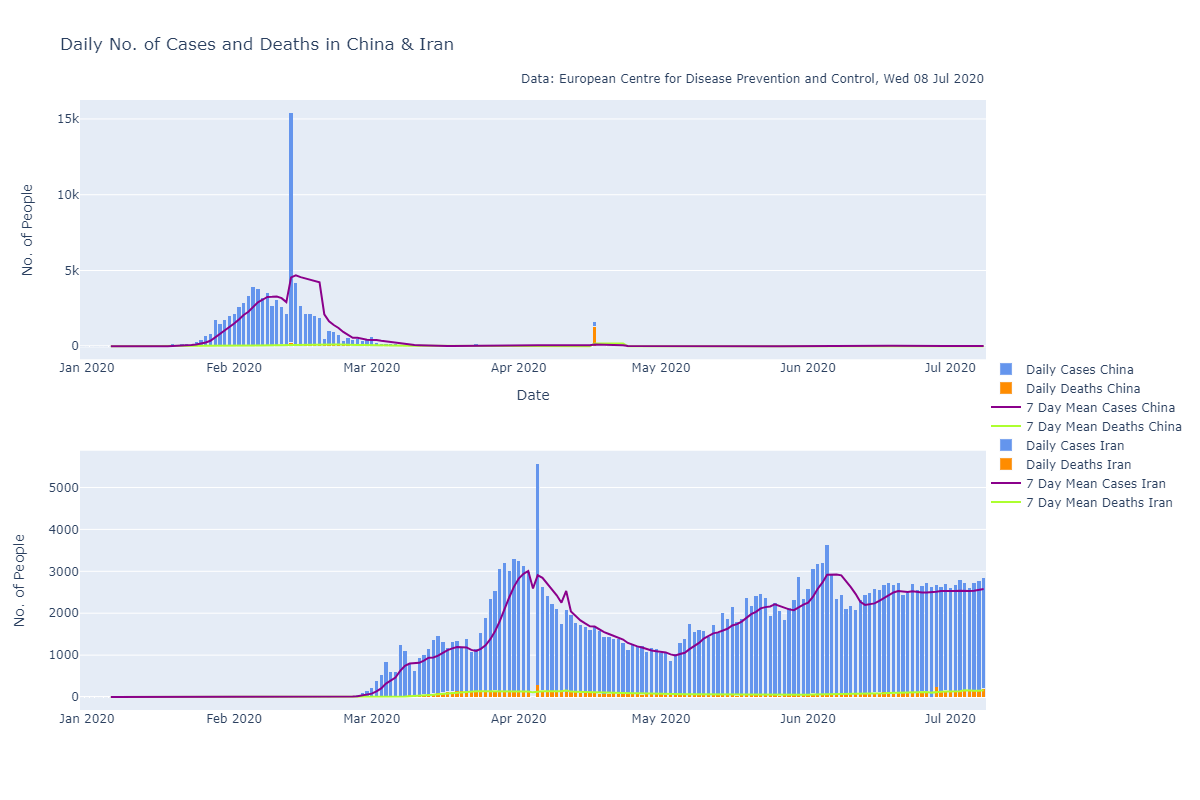 Daily No. of Cases and Deaths in China & Iran
Data: European Centre for Disease Prevention and Control, Wed 08 Jul 2020
No. of People
15k
10k
5k
0
Jan 2020 Feb 2020 Mar 2020 Apr 2020 May 2020 Jun 2020 Jul 2020
Date
Daily Cases China
Daily Deaths China
7 Day Mean Cases China
7 Day Mean Deaths China
Daily Cases Iran
Daily Deaths Iran
7 Day Mean Cases Iran
7 Day Mean Deaths Iran
No. of People
5000
4000
3000
2000
1000
0
Jan 2020 Feb 2020 Mar 2020 Apr 2020 May 2020 Jun 2020 Jul 2020